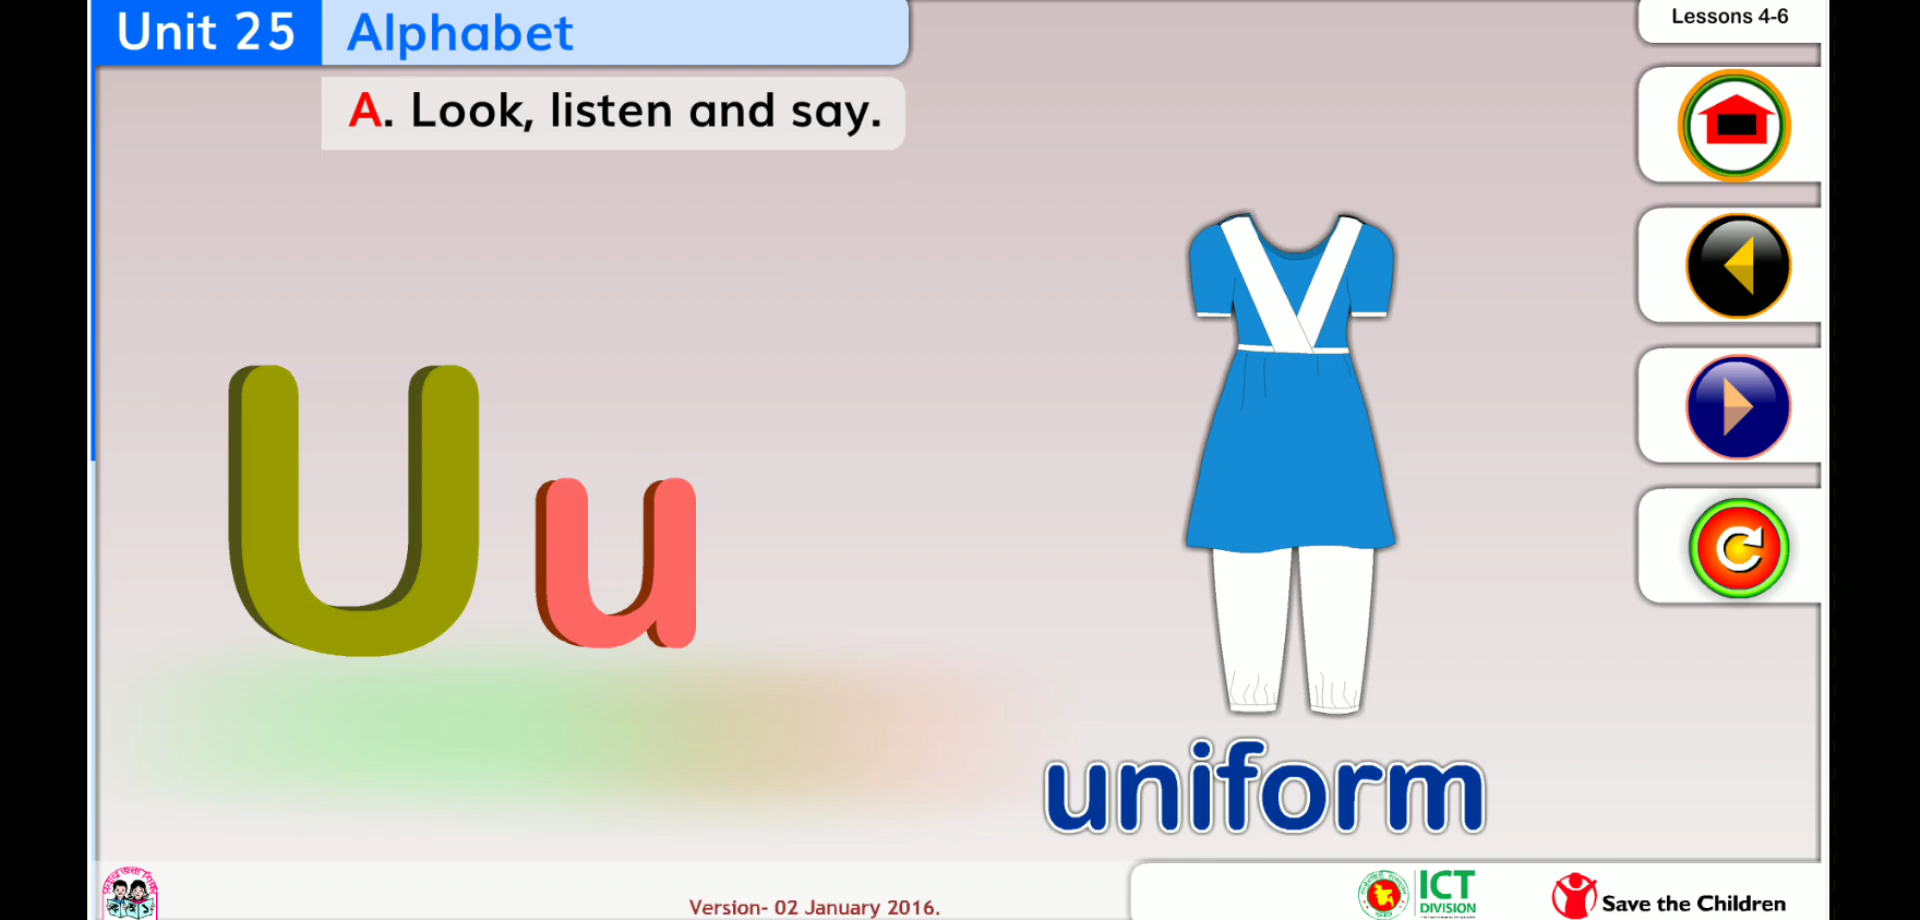 Unit 25 Alphabet
Lessons 4-6
A. Look, listen and say.
U u
uniform
Version- 02 January 2016.
ICT
DIVISION
Save the Children